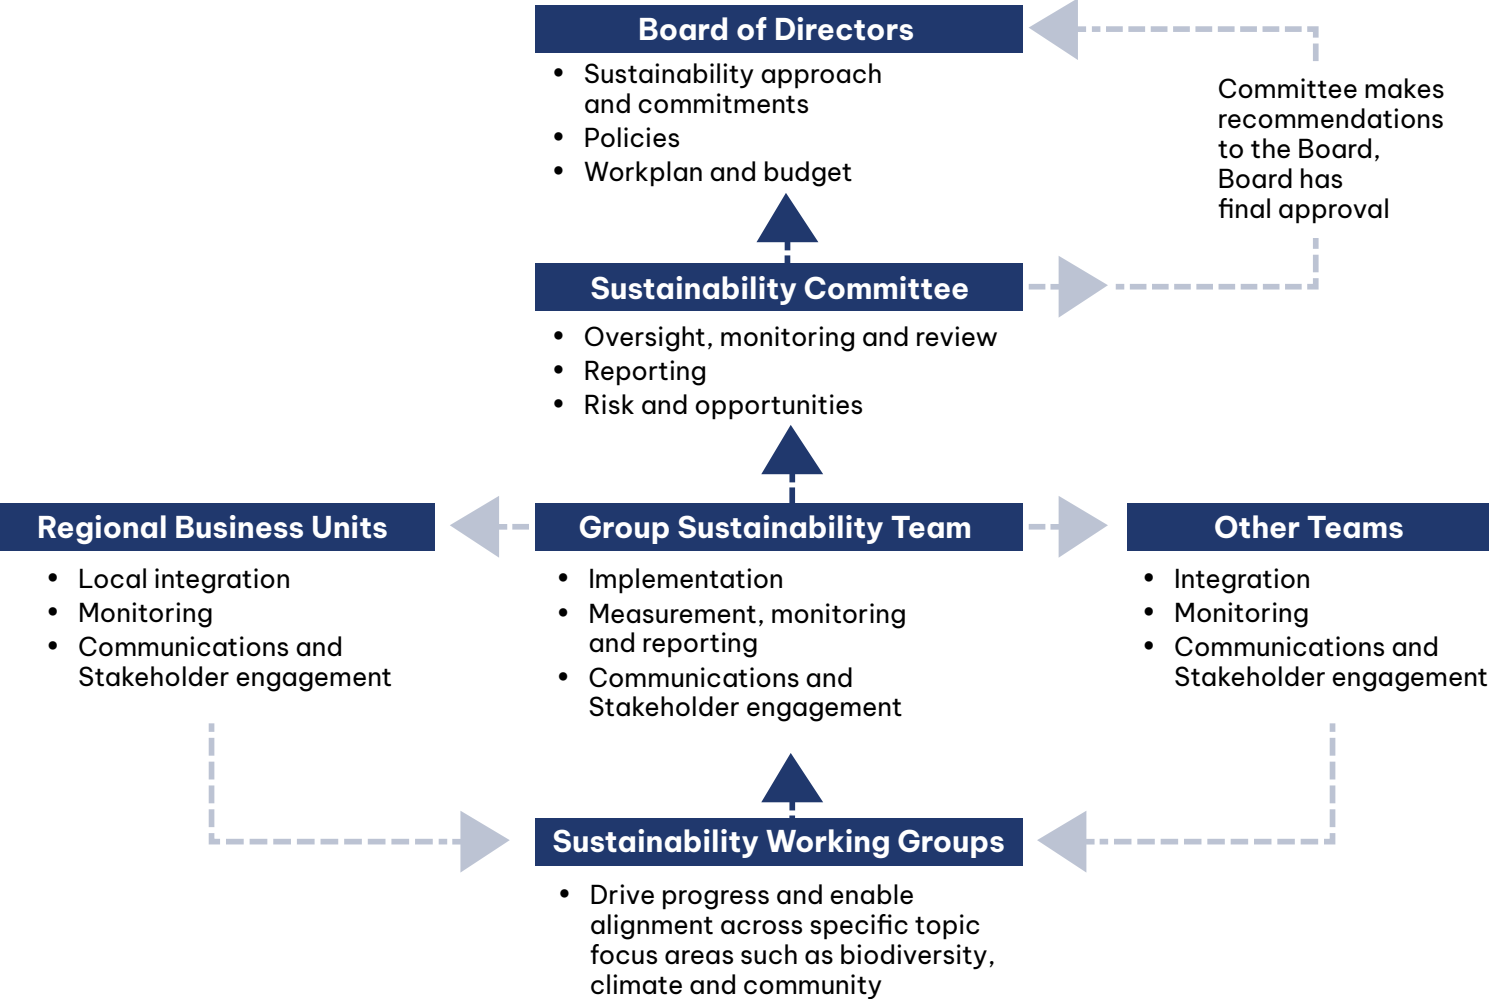 Board of Directors
• Sustainability approach
and commitments
• Policies
• Workplan and budget
Committee makes
recommendations
to the Board,
Board has
final approval
Sustainability Committee
• Oversight, monitoring and review
• Reporting
• Risk and opportunities
Regional Business Units
• Local integration
• Monitoring
• Communications and
Stakeholder engagement
Group Sustainability Team
• Implementation
• Measurement, monitoring
and reporting
• Communications and
Stakeholder engagement
Other Teams
• Integration
• Monitoring
• Communications and
Stakeholder engagement
Sustainability Working Groups
• Drive progress and enable
alignment across specific topic
focus areas such as biodiversity,
climate and community